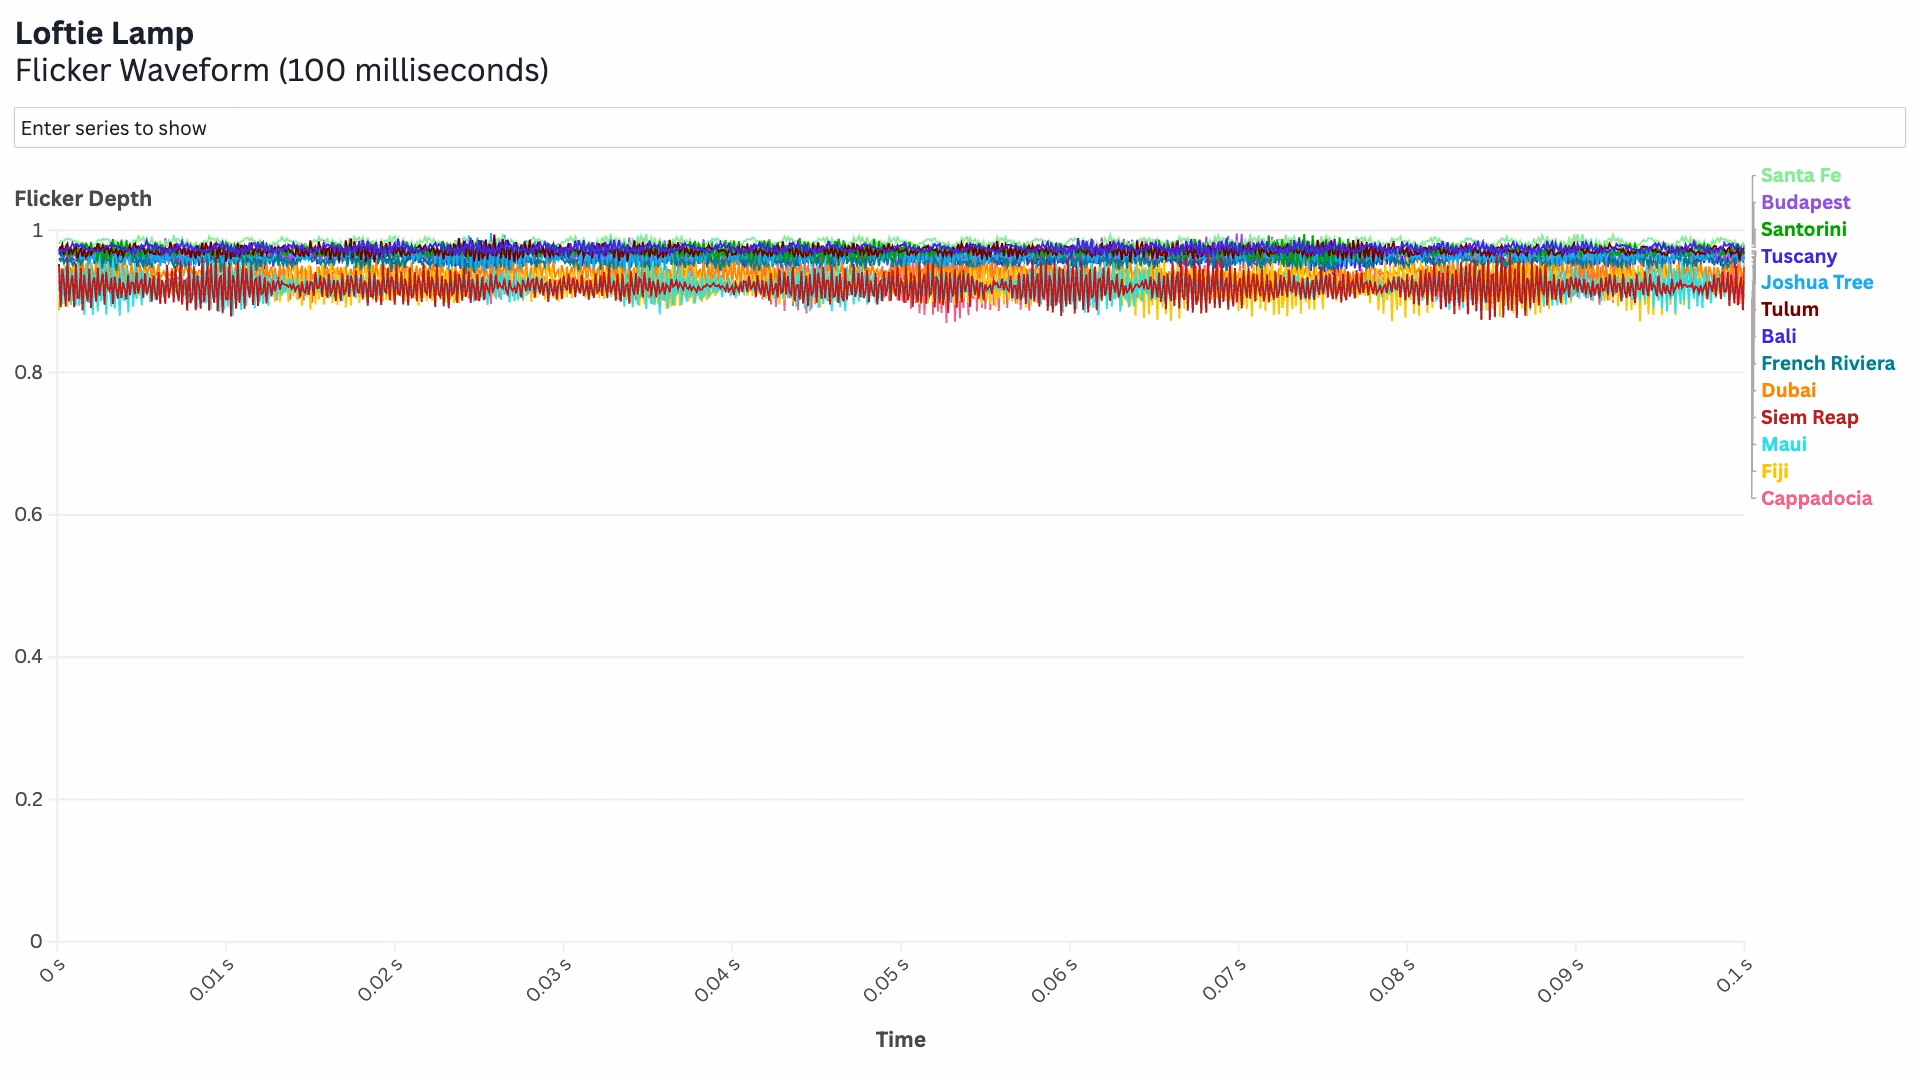 Loftie Lamp
Flicker Waveform (100 milliseconds)
Enter series to show
Flicker Depth
1
0.8
0.6
0.4
0.2
0
0 s
0.01 s
0.02 s
0.03 s
0.04 s
0.05 s
0.06 s
0.07 s
0.08 s
0.09 s
0.1 s
Time
Santa Fe
Budapest
Santorini
Tuscany
Joshua Tree
Tulum
Bali
French Riviera
Dubai
Siem Reap
Maui
Fiji
Cappadocia